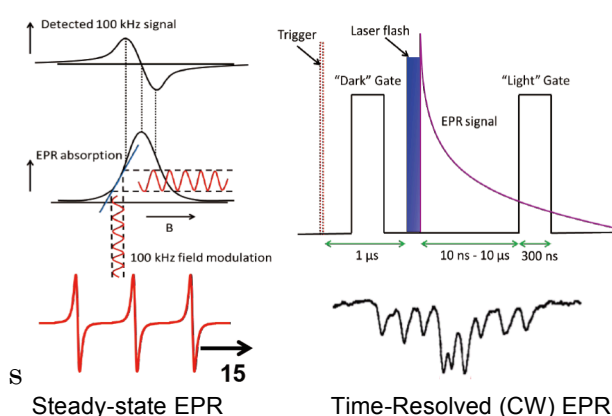 Detected 100 kHz signal
EPR absorption
B
100 kHz field modulation
15
s
Steady-state EPR
Trigger
Laser flash
“Dark” Gate
“Light” Gate
EPR signal
1 µs
10 ns - 10 µs
300 ns
Time-Resolved (CW) EPR